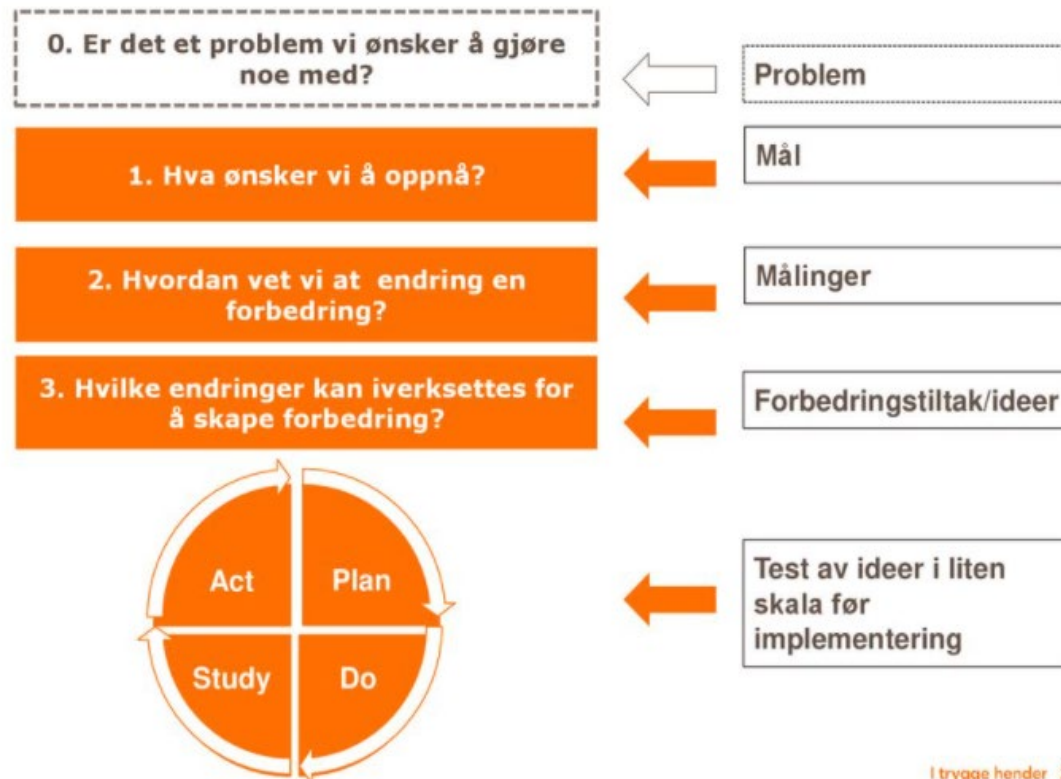 0. Er det et problem vi ønsker å gjøre
noe med?
Problem
1. Hva ønsker vi å oppnå?
Mål
2. Hvordan vet vi at endring en
forbedring?
Målinger
3. Hvilke endringer kan iverksettes for
å skape forbedring?
Forbedringstiltak/ideer
Act
Plan
Study
Do
Test av ideer i liten
skala før
implementering
I trygge hender